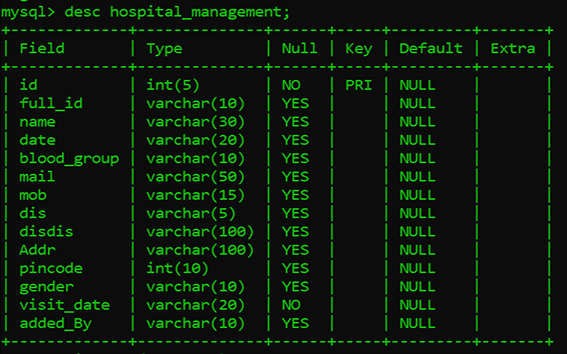 mysql> desc hospital_management;
+-------------+--------------+------+-----+---------+-------+
| Field       | Type         | Null | Key | Default | Extra |
+-------------+--------------+------+-----+---------+-------+
| id          | int(5)       | NO   | PRI | NULL    |       |
| full_id     | varchar(10)  | YES  |     | NULL    |       |
| name        | varchar(30)  | YES  |     | NULL    |       |
| date        | varchar(20)  | YES  |     | NULL    |       |
| blood_group | varchar(10)  | YES  |     | NULL    |       |
| mail        | varchar(50)  | YES  |     | NULL    |       |
| mob         | varchar(15)  | YES  |     | NULL    |       |
| dis         | varchar(5)   | YES  |     | NULL    |       |
| disdis      | varchar(100) | YES  |     | NULL    |       |
| Addr        | varchar(100) | YES  |     | NULL    |       |
| pincode     | int(10)      | YES  |     | NULL    |       |
| gender      | varchar(10)  | YES  |     | NULL    |       |
| visit_date  | varchar(20)  | NO   |     | NULL    |       |
| added_By    | varchar(10)  | YES  |     | NULL    |       |
+-------------+--------------+------+-----+---------+-------+